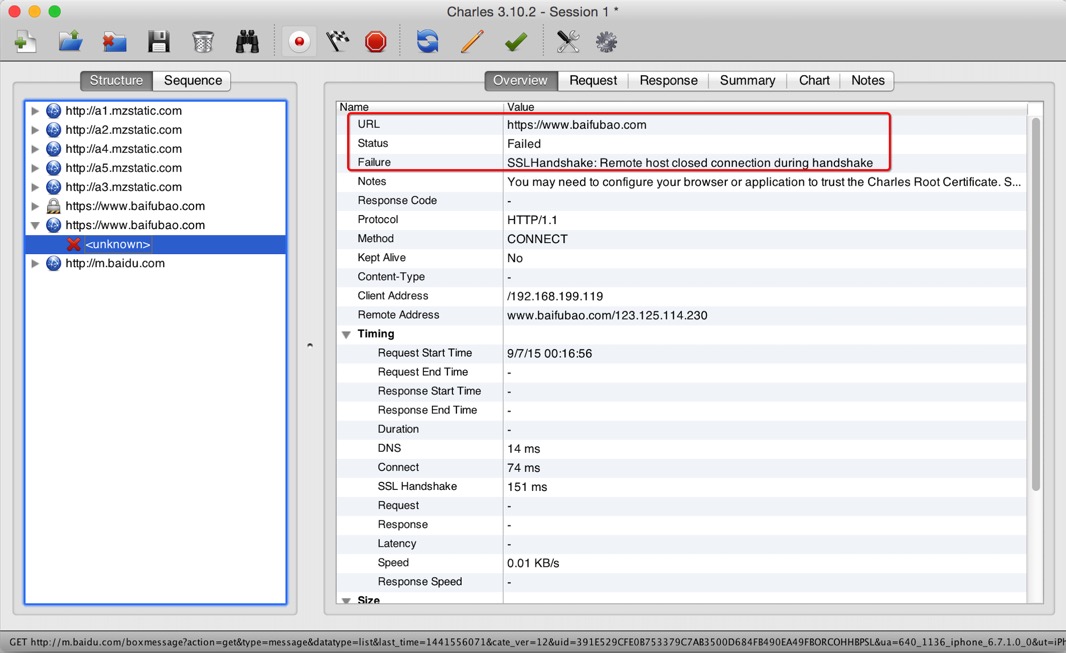 Charles 3.10.2 - Session 1 *
Structure Sequence
http://a1.mzstatic.com
http://a2.mzstatic.com
http://a4.mzstatic.com
http://a5.mzstatic.com
http://a3.mzstatic.com
https://www.baifubao.com
https://www.baifubao.com
<unknown>
http://m.baidu.com
Overview Request Response Summary Chart Notes
Name Value
URL https://www.baifubao.com
Status Failed
Failure SSLHandshake: Remote host closed connection during handshake
Notes You may need to configure your browser or application to trust the Charles Root Certificate. S...
Response Code -
Protocol HTTP/1.1
Method CONNECT
Kept Alive No
Content-Type -
Client Address /192.168.199.119
Remote Address www.baifubao.com/123.125.114.230
Timing
Request Start Time 9/7/15 00:16:56
Request End Time -
Response Start Time -
Response End Time -
Duration -
DNS 14 ms
Connect 74 ms
SSL Handshake 151 ms
Request -
Response -
Latency -
Speed 0.01 KB/s
Response Speed -
Size
GET http://m.baidu.com/boxmessage?action=get&type=message&datatype=list&last_time=1441556071&cate_ver=12&uid=391E529CFE0B753379C7AB3500D684FB490EA49FBORCOHHBPSL&ua=640_1136_iphone_6.7.1.0_0&ut=iPh